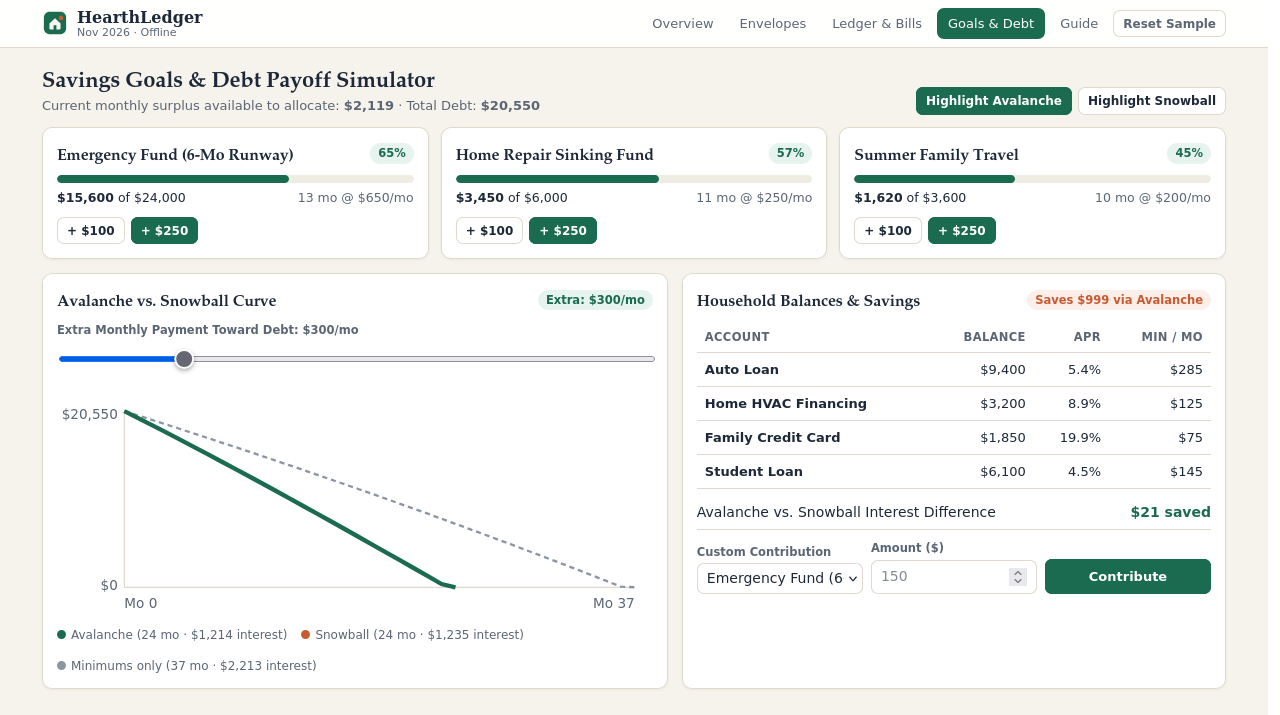 HearthLedger
Nov 2026 · Offline
Overview
Envelopes
Ledger & Bills
Goals & Debt
Guide
Reset Sample
Savings Goals & Debt Payoff Simulator
Current monthly surplus available to allocate: $2,119 · Total Debt: $20,550
Highlight Avalanche
Highlight Snowball
Emergency Fund (6-Mo Runway)
65%
$15,600 of $24,000
13 mo @ $650/mo
+ $100
+ $250
Home Repair Sinking Fund
57%
$3,450 of $6,000
11 mo @ $250/mo
+ $100
+ $250
Summer Family Travel
45%
$1,620 of $3,600
10 mo @ $200/mo
+ $100
+ $250
Avalanche vs. Snowball Curve
Extra: $300/mo
Extra Monthly Payment Toward Debt: $300/mo
$20,550
$0
Mo 0
Mo 37
Avalanche (24 mo · $1,214 interest)
Snowball (24 mo · $1,235 interest)
Minimums only (37 mo · $2,213 interest)
Household Balances & Savings
Saves $999 via Avalanche
ACCOUNT BALANCE APR MIN / MO
Auto Loan $9,400 5.4% $285
Home HVAC Financing $3,200 8.9% $125
Family Credit Card $1,850 19.9% $75
Student Loan $6,100 4.5% $145
Avalanche vs. Snowball Interest Difference
$21 saved
Custom Contribution
Emergency Fund (6
Amount ($)
150
Contribute